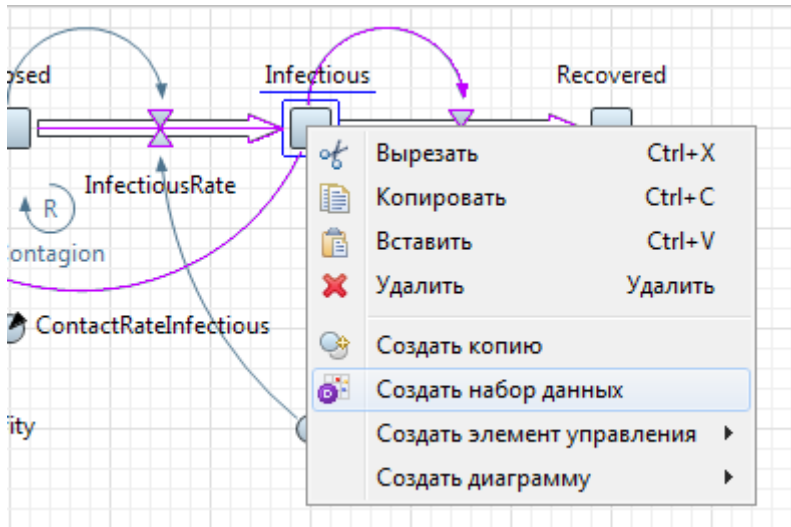 osed
Infectious
Recovered
InfectiousRate
R
ontagion
ContactRateInfectious
ity
Вырезать Ctrl+X
Копировать Ctrl+C
Вставить Ctrl+V
Удалить Удалить
Создать копию
D Создать набор данных
Создать элемент управления
Создать диаграмму